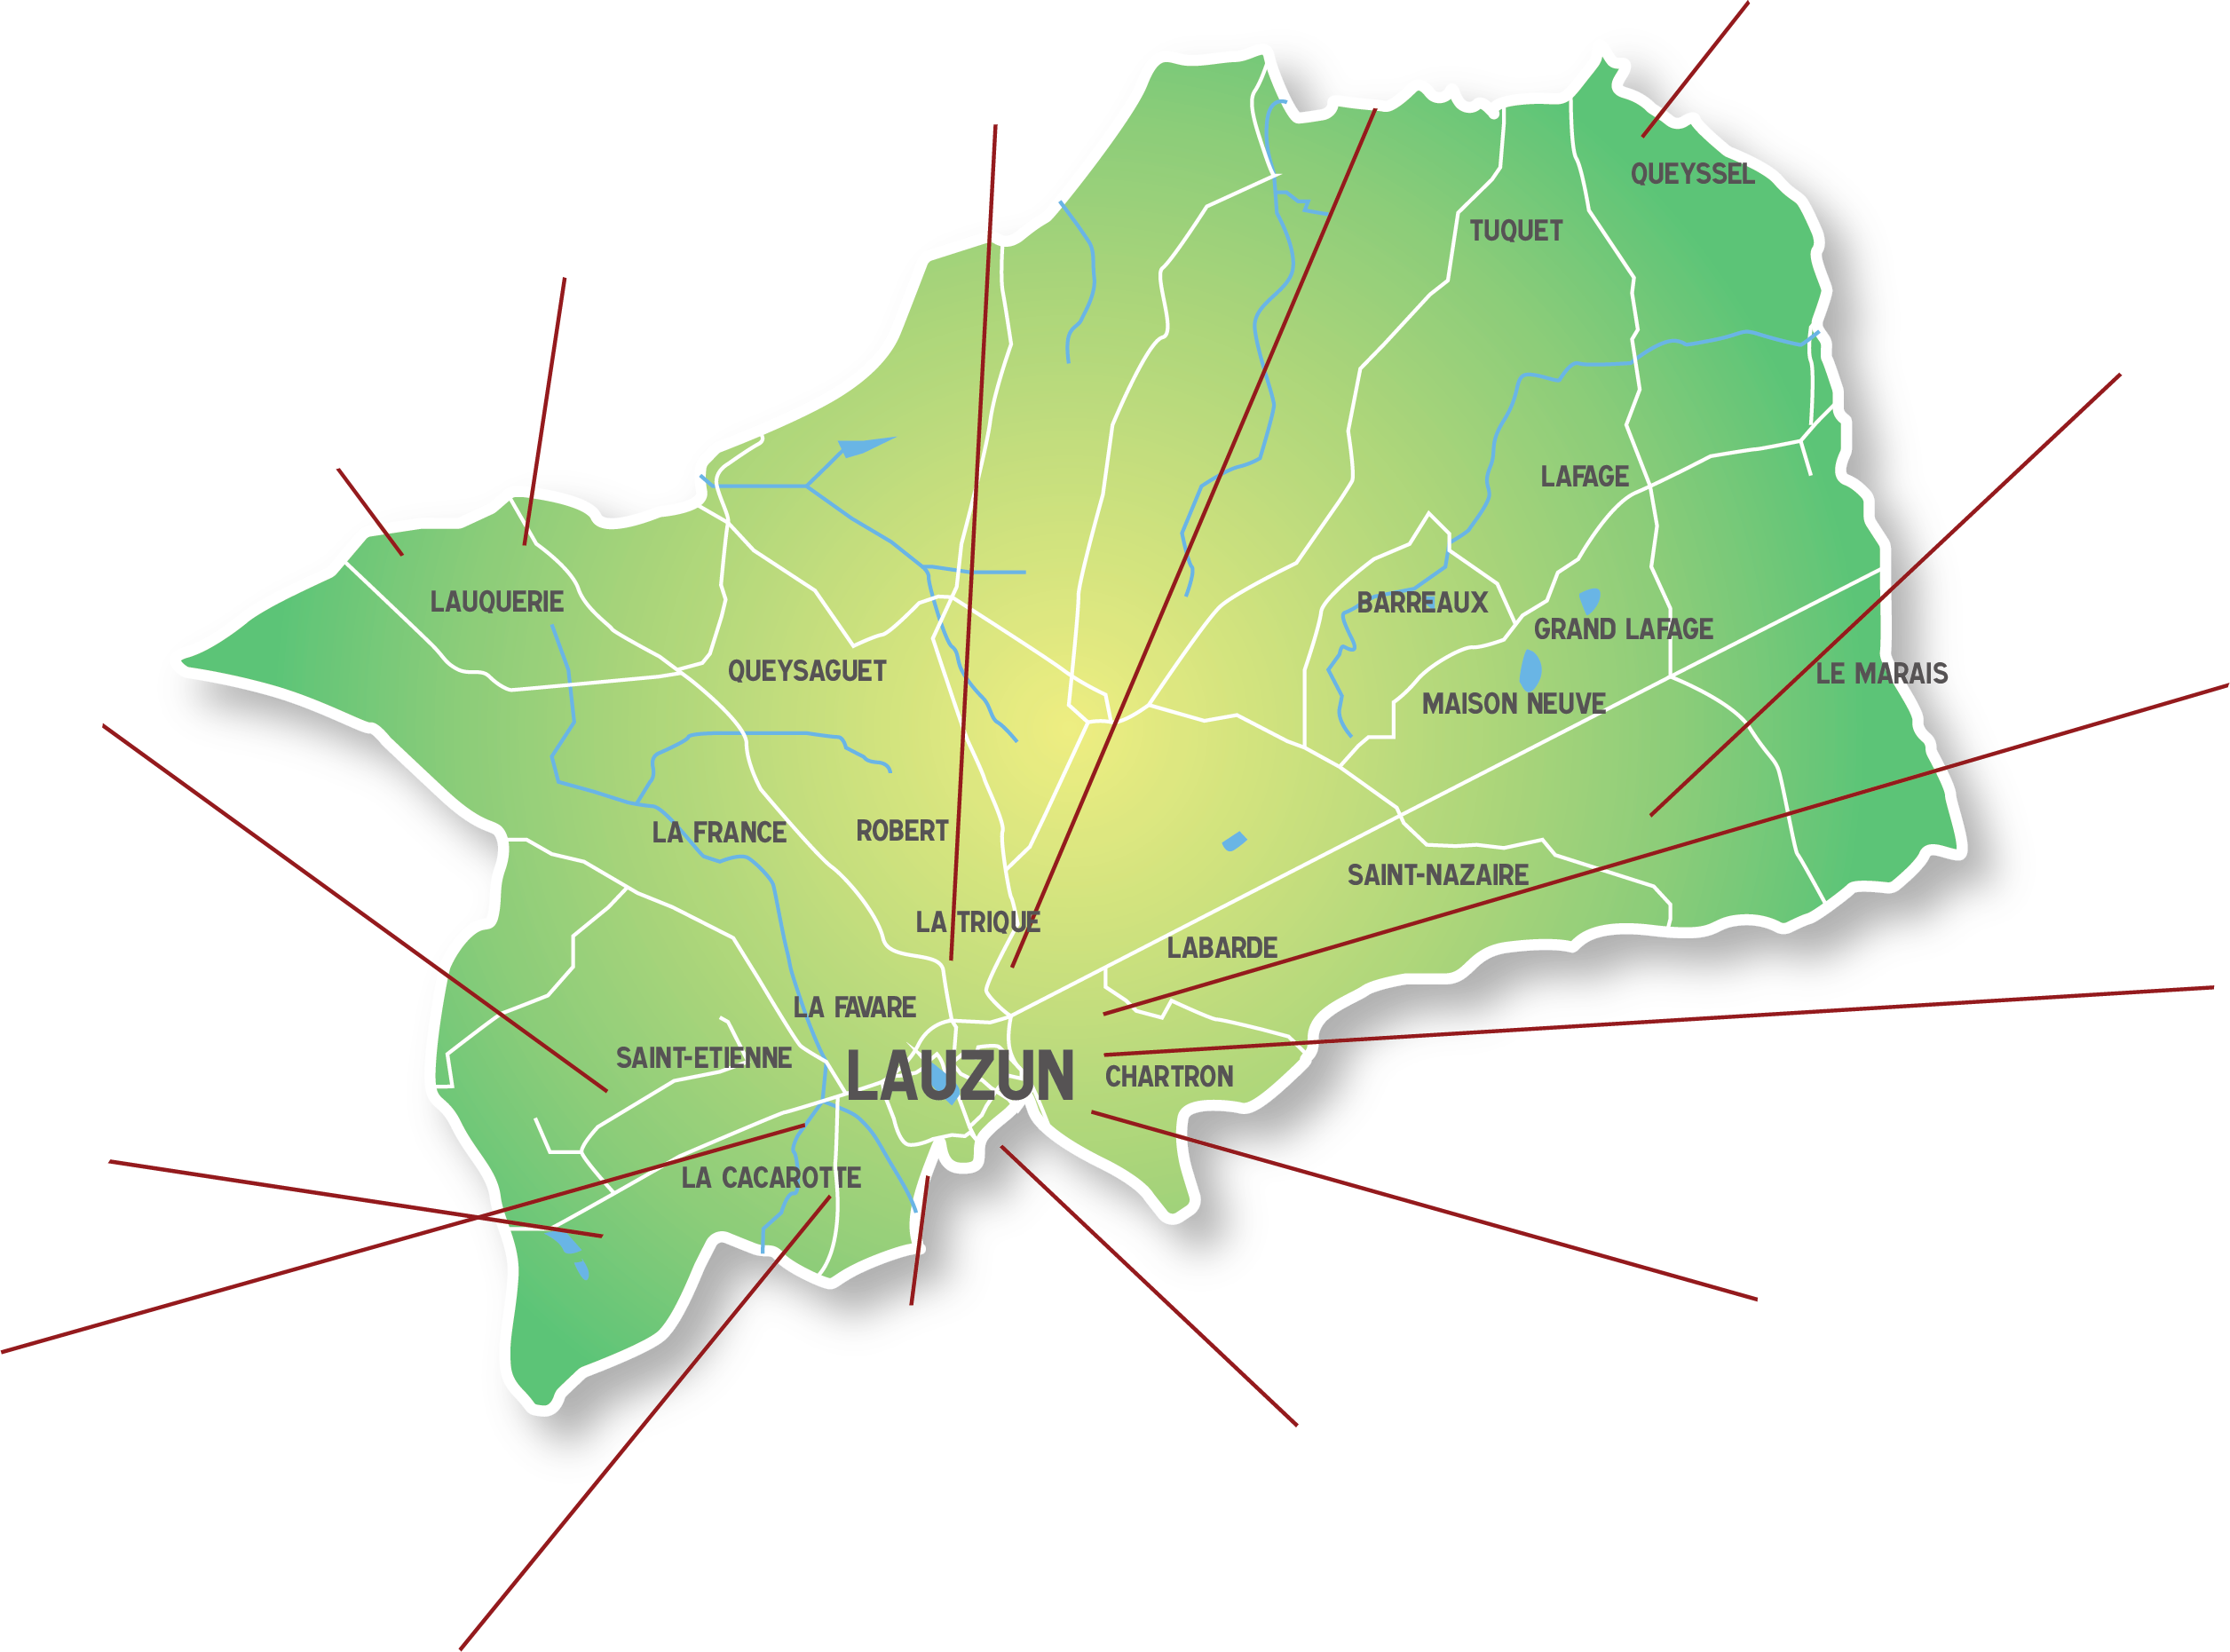 QUEYSSEL
TUQUET
LAFAGE
LAUQUERIE
BARREAUX
GRAND LAFAGE
QUEYSAGUET
LE MARAIS
MAISON NEUVE
LA FRANCE
ROBERT
SAINT-NAZAIRE
LA TRIQUE
LABARDE
LA FAVARE
SAINT-ETIENNE
LAUZUN
CHARTRON
LA CACAROTTE